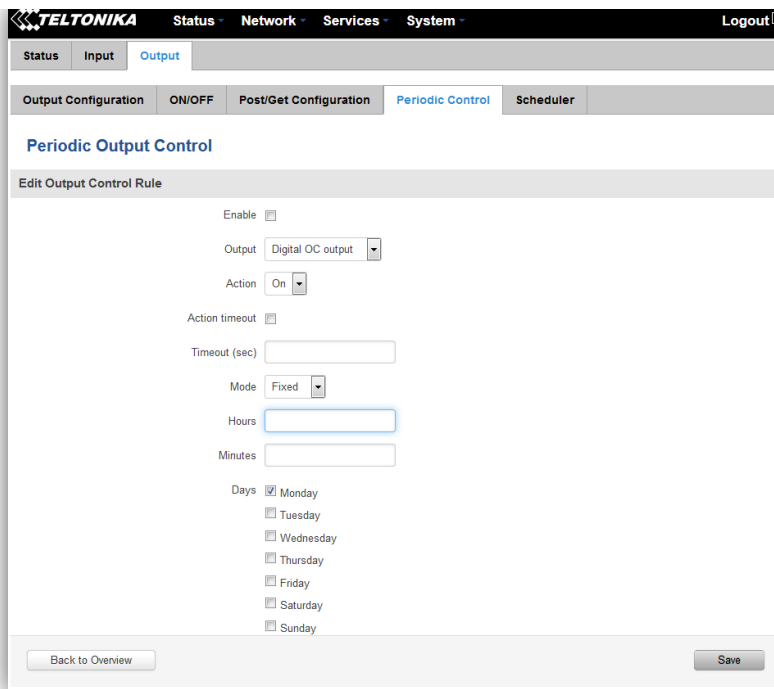 TELTONIKA Status Network Services System Logout
Status Input Output
Output Configuration ON/OFF Post/Get Configuration Periodic Control Scheduler
Periodic Output Control
Edit Output Control Rule
Enable
Output Digital OC output
Action On
Action timeout
Timeout (sec)
Mode Fixed
Hours
Minutes
Days Monday
Tuesday
Wednesday
Thursday
Friday
Saturday
Sunday
Back to Overview Save